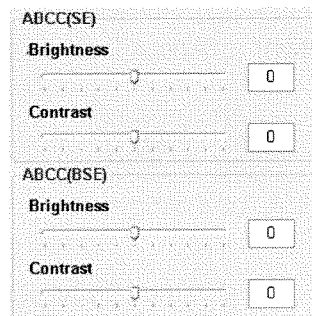 ABCC(SE)
Brightness
0
Contrast
0
ABCC(BSE)
Brightness
0
Contrast
0